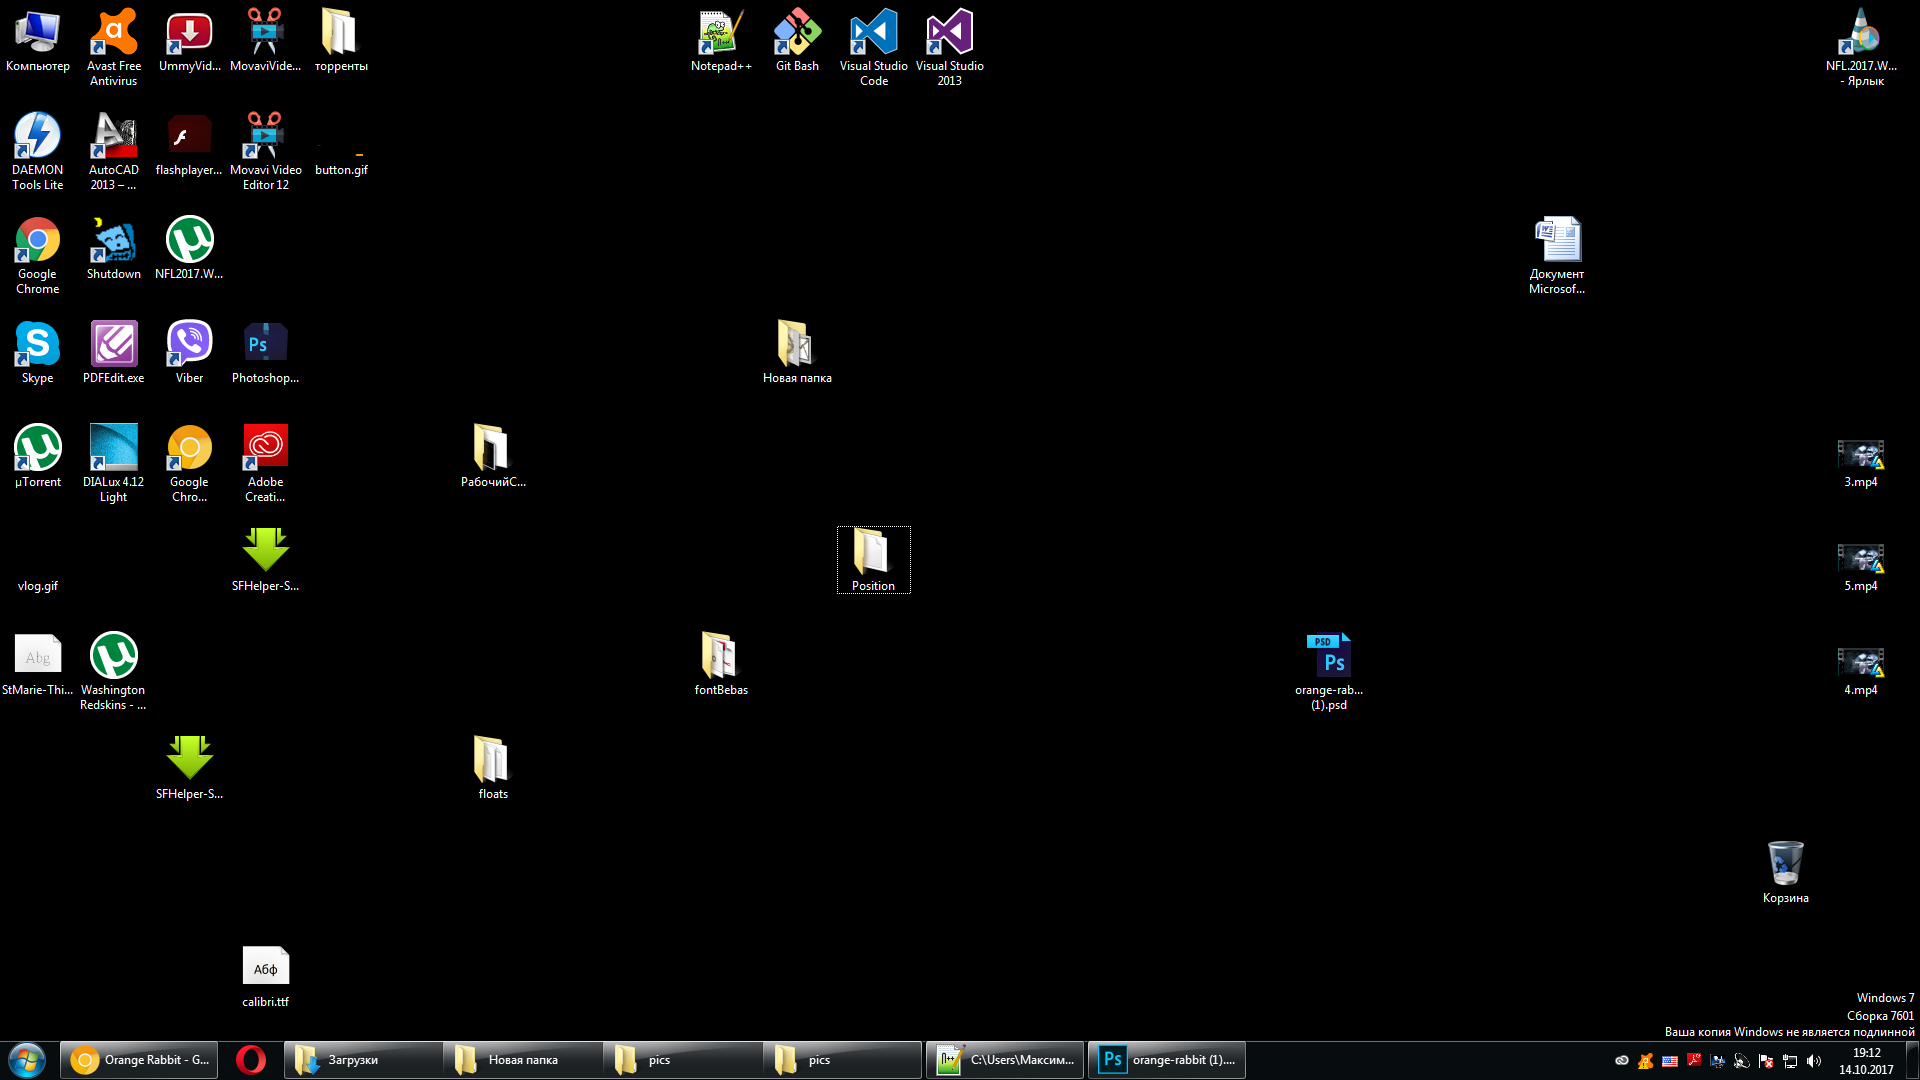 Компьютер
Avast Free
Antivirus
UmmyVid...
MovaviVide...
торренты
Notepad++
Git Bash
Visual Studio
Code
Visual Studio
2013
NFL.2017.W...
- Ярлык
DAEMON
Tools Lite
AutoCAD
2013 – ...
flashplayer...
Movavi Video
Editor 12
button.gif
Google
Chrome
Shutdown
NFL2017.W...
Документ
Microsof...
Skype
PDFEdit.exe
Viber
Ps
Photoshop...
Новая папка
µTorrent
DIALux 4.12
Light
Google
Chro...
Adobe
Creati...
РабочийС...
3.mp4
vlog.gif
SFHelper-S...
Position
5.mp4
Abg
StMarie-Thi...
Washington
Redskins - ...
fontBebas
PSD
Ps
orange-rab...
(1).psd
4.mp4
SFHelper-S...
floats
Корзина
Абф
calibri.ttf
Windows 7
Сборка 7601
Ваша копия Windows не является подлинной
Orange Rabbit - G...
Загрузки
Новая папка
pics
pics
C:\Users\Максим...
Ps
orange-rabbit (1)....
19:12
14.10.2017